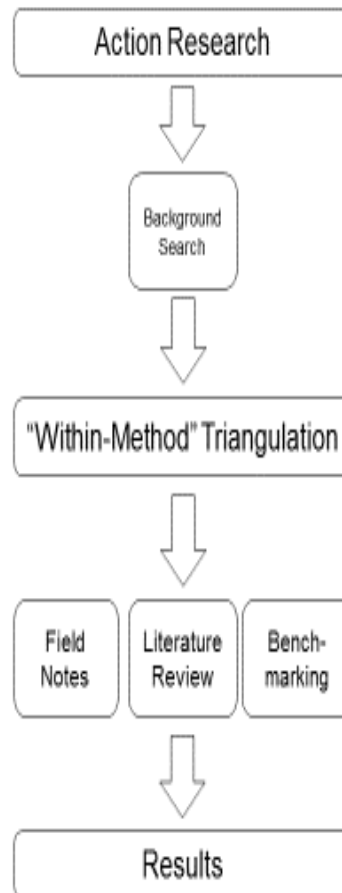 Action Research
Background
Search
“Within-Method” Triangulation
Field
Notes
Literature
Review
Bench-
marking
Results